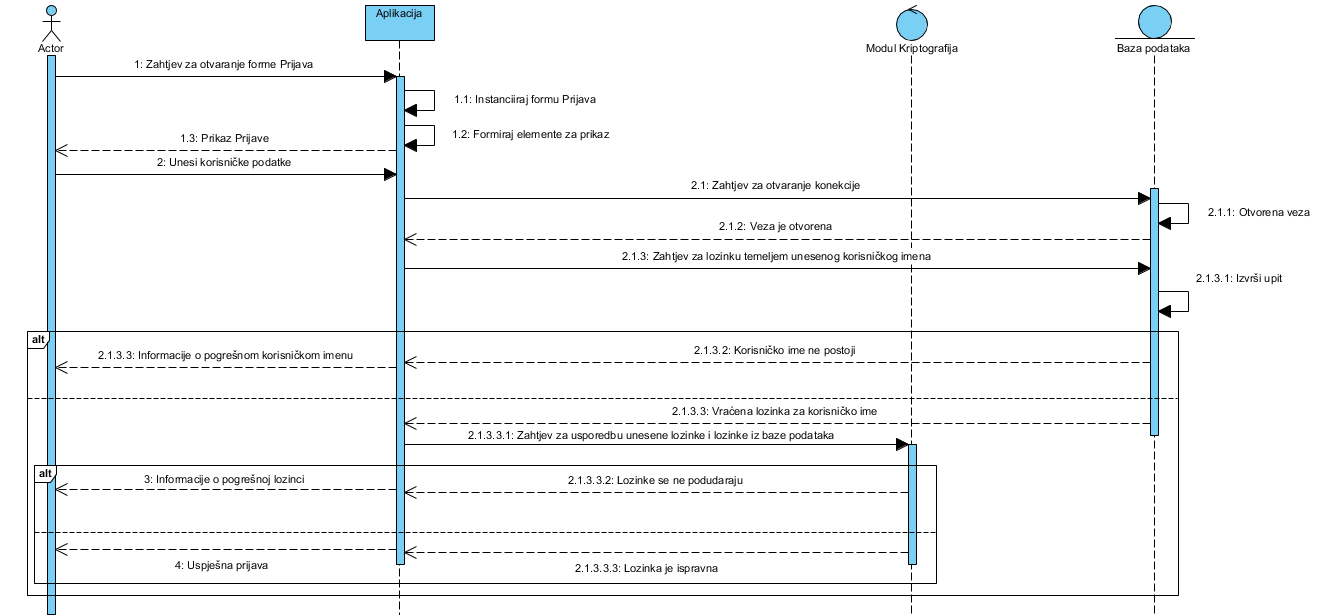 Aplikacija
Actor
Modul Kriptografija
Baza podataka
1: Zahtjev za otvaranje forme Prijava
1.1: Instanciiraj formu Prijava
1.2: Formiraj elemente za prikaz
1.3: Prikaz Prijave
2: Unesi korisničke podatke
2.1: Zahtjev za otvaranje konekcije
2.1.1: Otvorena veza
2.1.2: Veza je otvorena
2.1.3: Zahtjev za lozinku temeljem unesenog korisničkog imena
2.1.3.1: Izvrši upit
alt
2.1.3.3: Informacije o pogrešnom korisničkom imenu
2.1.3.2: Korisničko ime ne postoji
2.1.3.3: Vraćena lozinka za korisničko ime
2.1.3.3.1: Zahtjev za usporedbu unesene lozinke i lozinke iz baze podataka
alt
3: Informacije o pogrešnoj lozinci
2.1.3.3.2: Lozinke se ne podudaraju
4: Uspješna prijava
2.1.3.3.3: Lozinka je ispravna